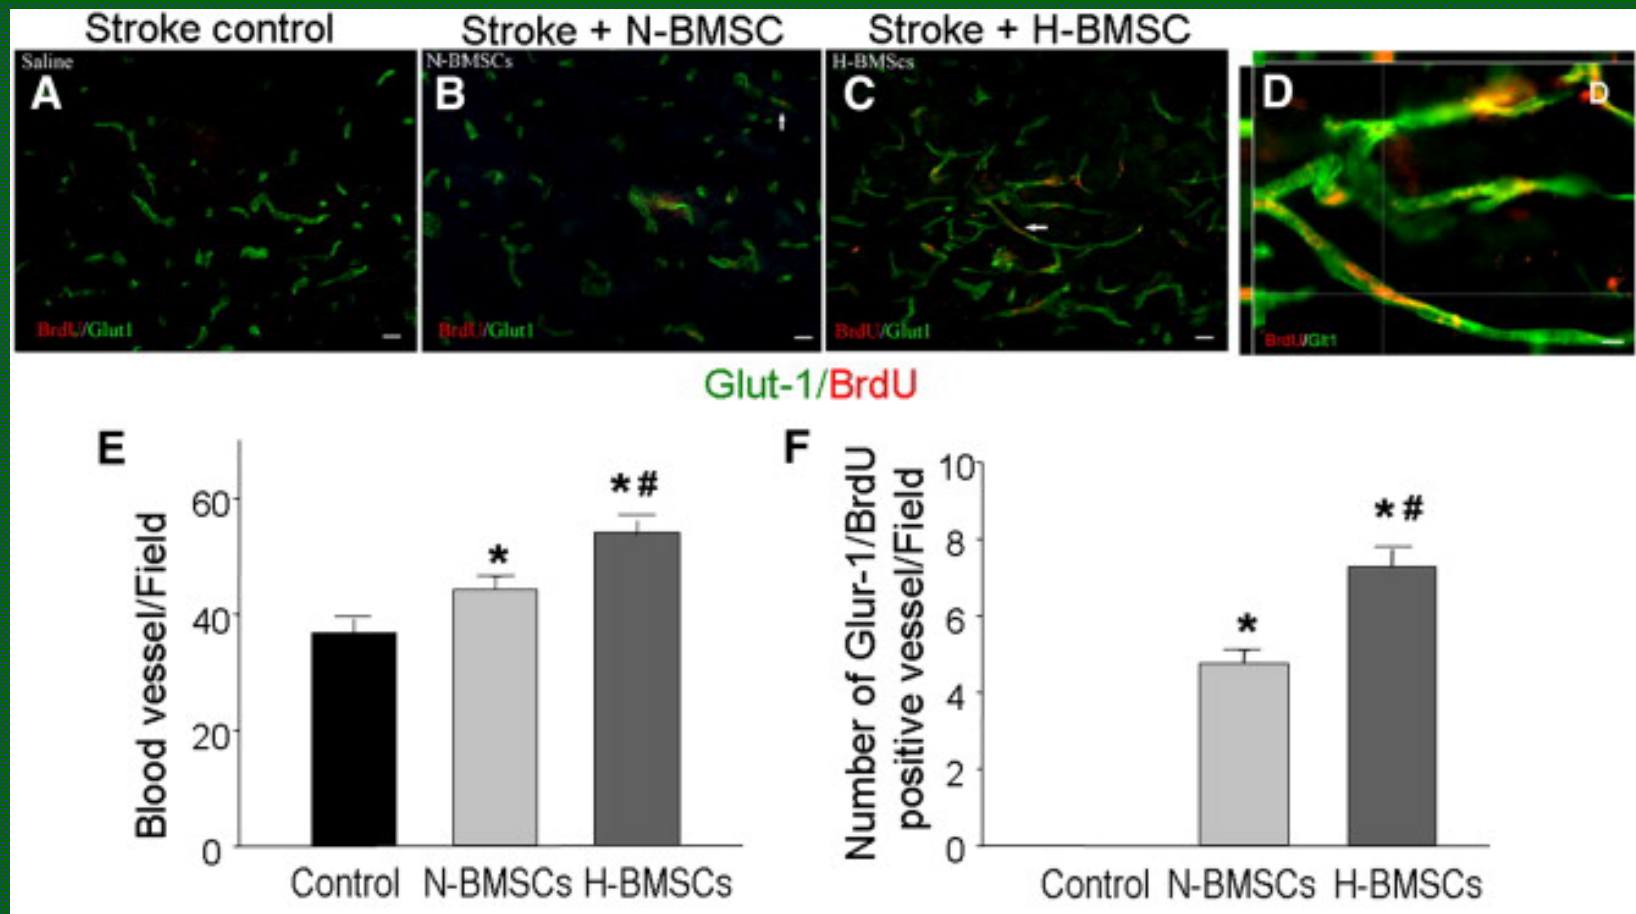 Stroke control
Stroke + N-BMSC
Stroke + H-BMSC
Saline
A
BrdU/Glut1
N-BMSCs
B
BrdU/Glut1
H-BMScs
C
BrdU/Glut1
D
D
BrdU/Glt1
Glut-1/BrdU
E
Blood vessel/Field
60
40
20
0
*
*#
Control N-BMSCs H-BMSCs
F
Number of Glur-1/BrdU
positive vessel/Field
10
8
6
4
2
0
*
*#
Control N-BMSCs H-BMSCs